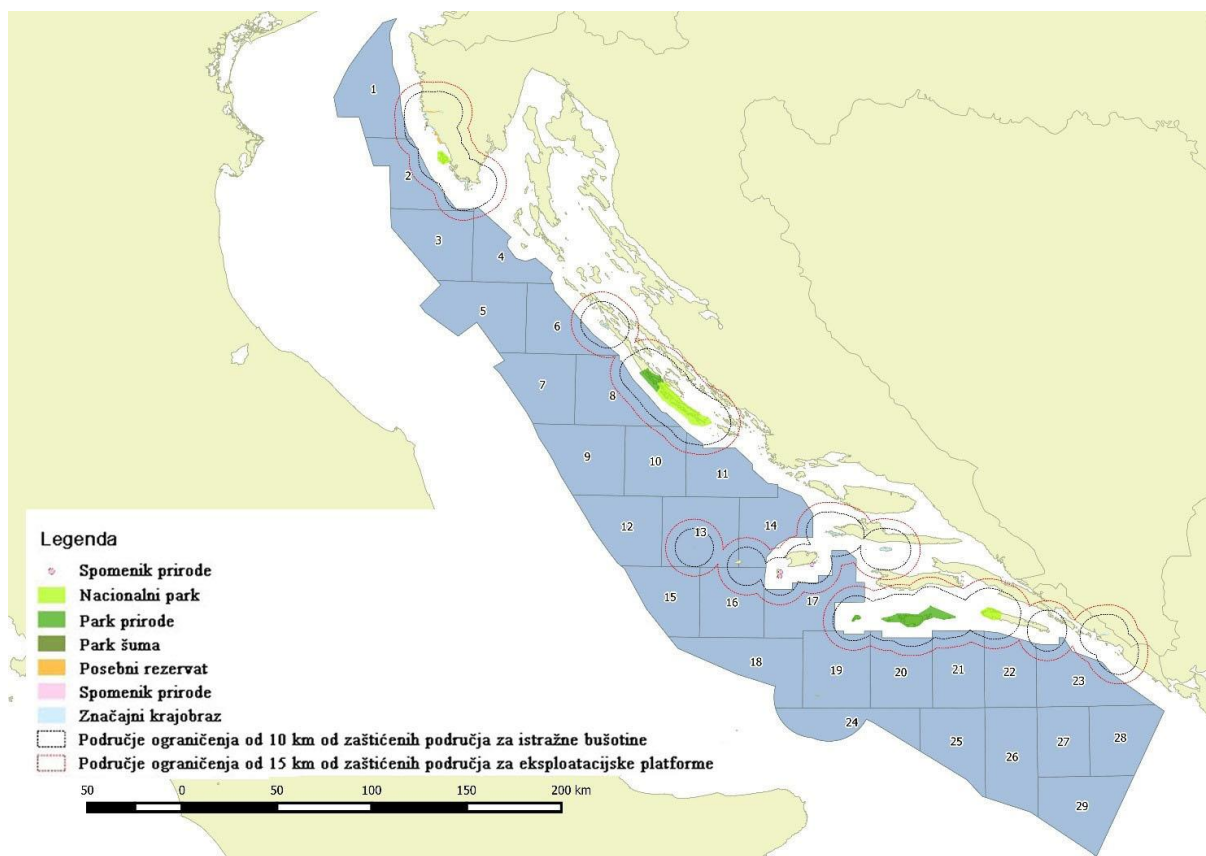 1
2
3
4
5
6
7
8
9
10
11
12
13
14
15
16
17
18
19
20
21
22
23
24
25
26
27
28
29
Legenda
Spomenik prirode
Nacionalni park
Park prirode
Park šuma
Posebni rezervat
Spomenik prirode
Značajni krajobraz
Područje ograničenja od 10 km od zaštićenih područja za istražne bušotine
Područje ograničenja od 15 km od zaštićenih područja za eksploatacijske platforme
50 0 50 100 150 200 km